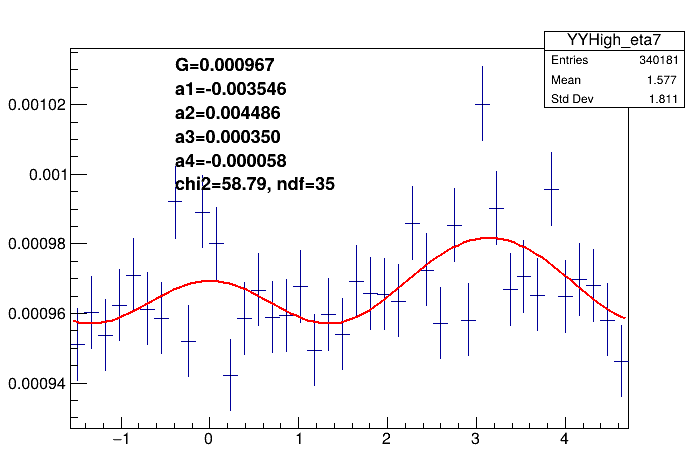 YYHigh_eta7
Entries 340181
Mean 1.577
Std Dev 1.811
G=0.000967
a1=-0.003546
a2=0.004486
a3=0.000350
a4=-0.000058
chi2=58.79, ndf=35
0.00102
0.001
0.00098
0.00096
0.00094
−1 0 1 2 3 4